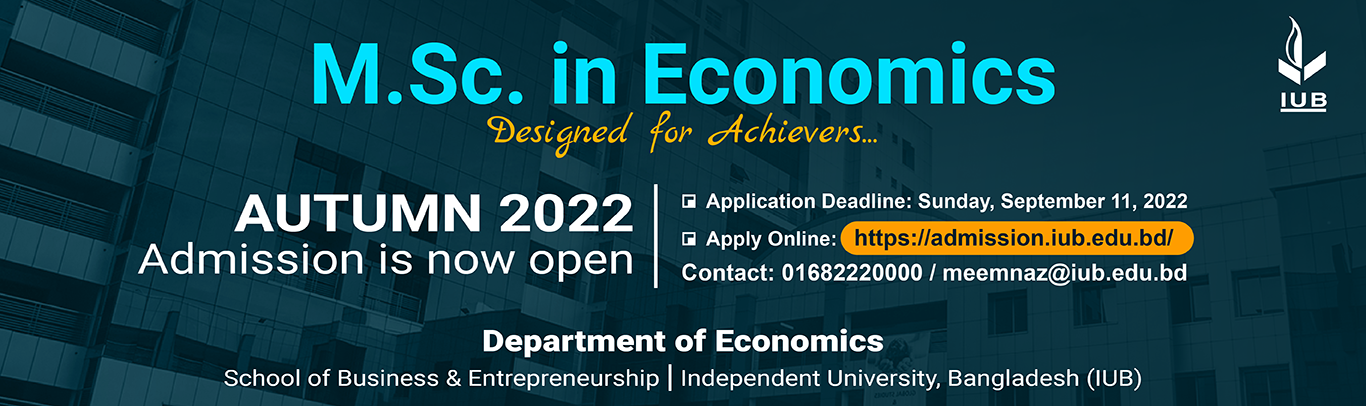 M.Sc. in Economics
Designed for Achievers...
IUB
AUTUMN 2022
Admission is now open
Application Deadline: Sunday, September 11, 2022
Apply Online: https://admission.iub.edu.bd/
Contact: 01682220000 / meemnaz@iub.edu.bd
Department of Economics
School of Business & Entrepreneurship | Independent University, Bangladesh (IUB)